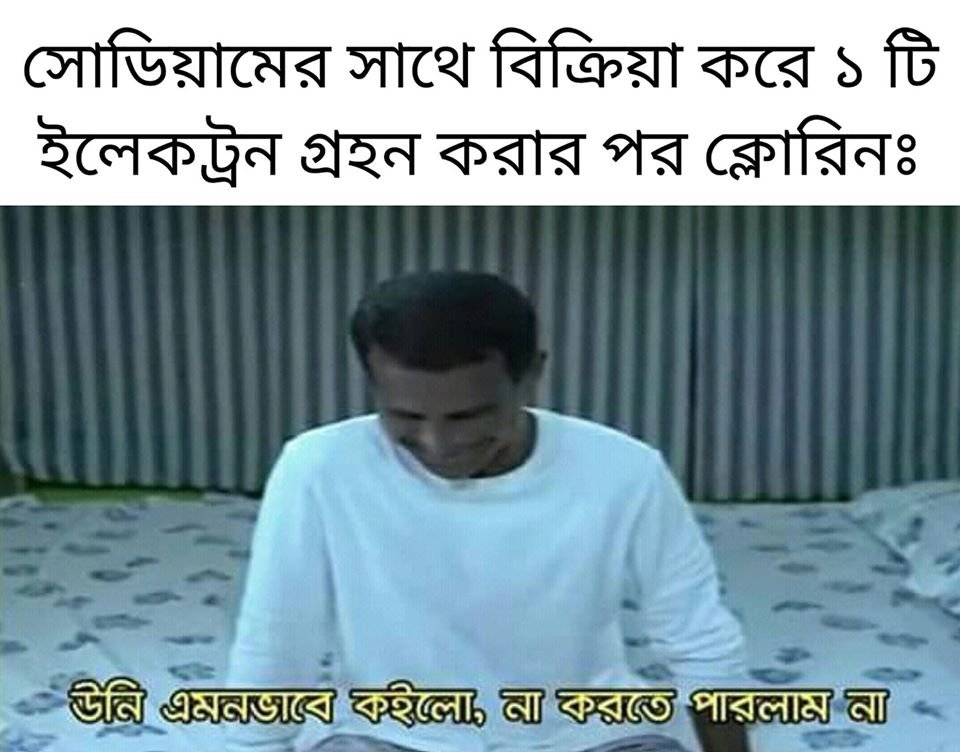 সোডিয়ামের সাথে বিক্রিয়া করে ১ টি
ইলেকট্রন গ্রহন করার পর ক্লোরিনঃ
উনি এমনভাবে কইলো, না করতে পারলাম না